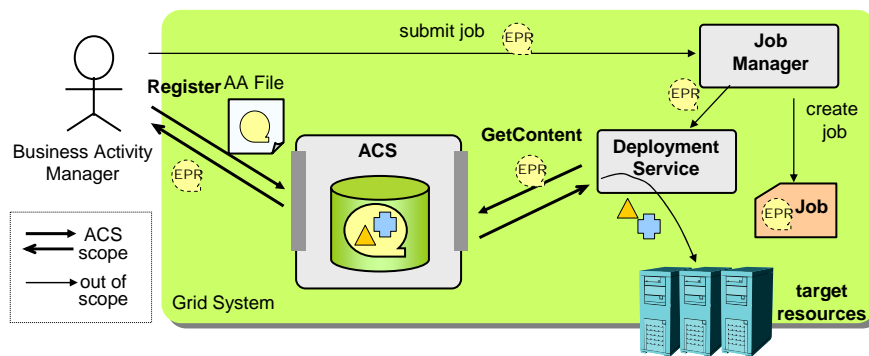 submit job
EPR
Job
Manager
Register
AA File
EPR
create
job
Business Activity
Manager
EPR
ACS
GetContent
EPR
Deployment
Service
EPR
Job
ACS
scope
out of
scope
Grid System
target
resources